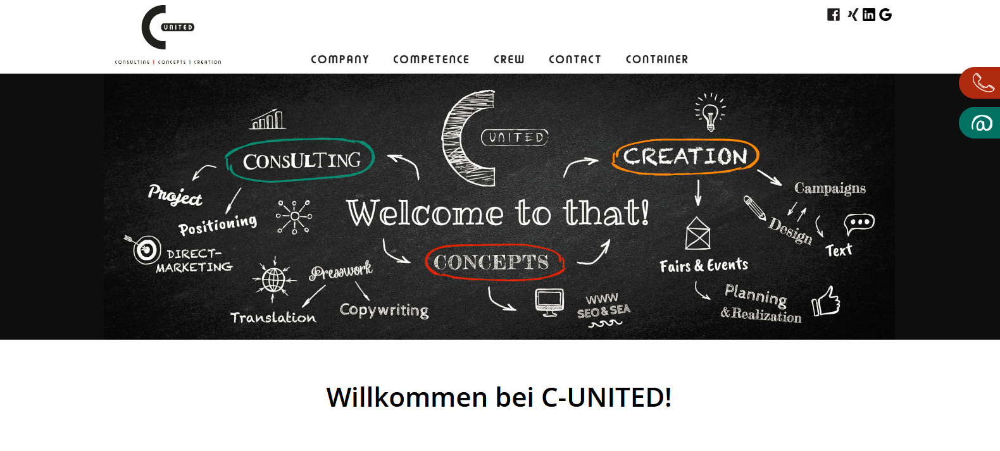 UNITED
CONSULTING | CONCEPTS | CREATION
COMPANY COMPETENCE CREW CONTACT CONTAINER
UNITED
CONSULTING
CREATION
Project
Positioning
DIRECT-
MARKETING
Welcome to that!
Campaigns
Design
Text
CONCEPTS
Fairs & Events
Presswork
Translation
Copywriting
WWW
SEO & SEA
Planning
& Realization
Willkommen bei C-UNITED!